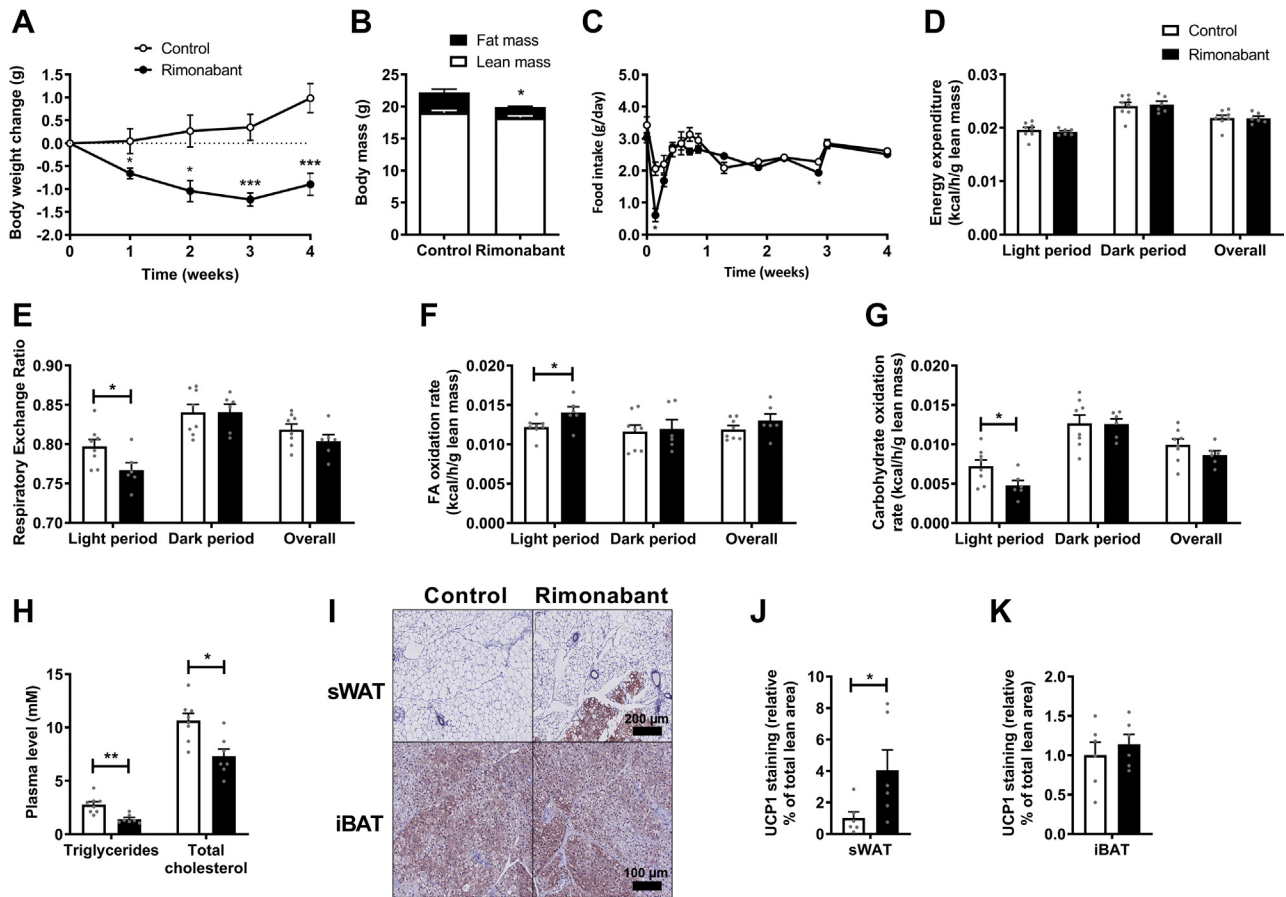 A
Control
Rimonabant
Body weight change (g)
1.5
1.0
0.5
0.0
-0.5
-1.0
-1.5
-2.0
*
*
***
***
0
1
2
3
4
Time (weeks)
B
Fat mass
Lean mass
Body mass (g)
25
20
15
10
5
0
*
Control
Rimonabant
C
Food intake (g/day)
5.0
4.0
3.0
2.0
1.0
0.0
*
*
0
1
2
3
4
Time (weeks)
D
Control
Rimonabant
Energy expenditure
(kcal/h/g lean mass)
0.03
0.02
0.01
0.00
Light period
Dark period
Overall
E
Respiratory Exchange Ratio
0.90
0.85
0.80
0.75
0.70
*
Light period
Dark period
Overall
F
FA oxidation rate
(kcal/h/g lean mass)
0.020
0.015
0.010
0.005
0.000
*
Light period
Dark period
Overall
G
Carbohydrate oxidation
rate (kcal/h/g lean mass)
0.020
0.015
0.010
0.005
0.000
*
Light period
Dark period
Overall
H
Plasma level (mM)
15
10
5
0
**
*
Triglycerides
Total
cholesterol
I
Control
Rimonabant
sWAT
200 µm
iBAT
100 µm
J
UCP1 staining (relative
% of total lean area)
10
8
6
4
2
0
*
sWAT
K
UCP1 staining (relative
% of total lean area)
2.0
1.5
1.0
0.5
0.0
iBAT